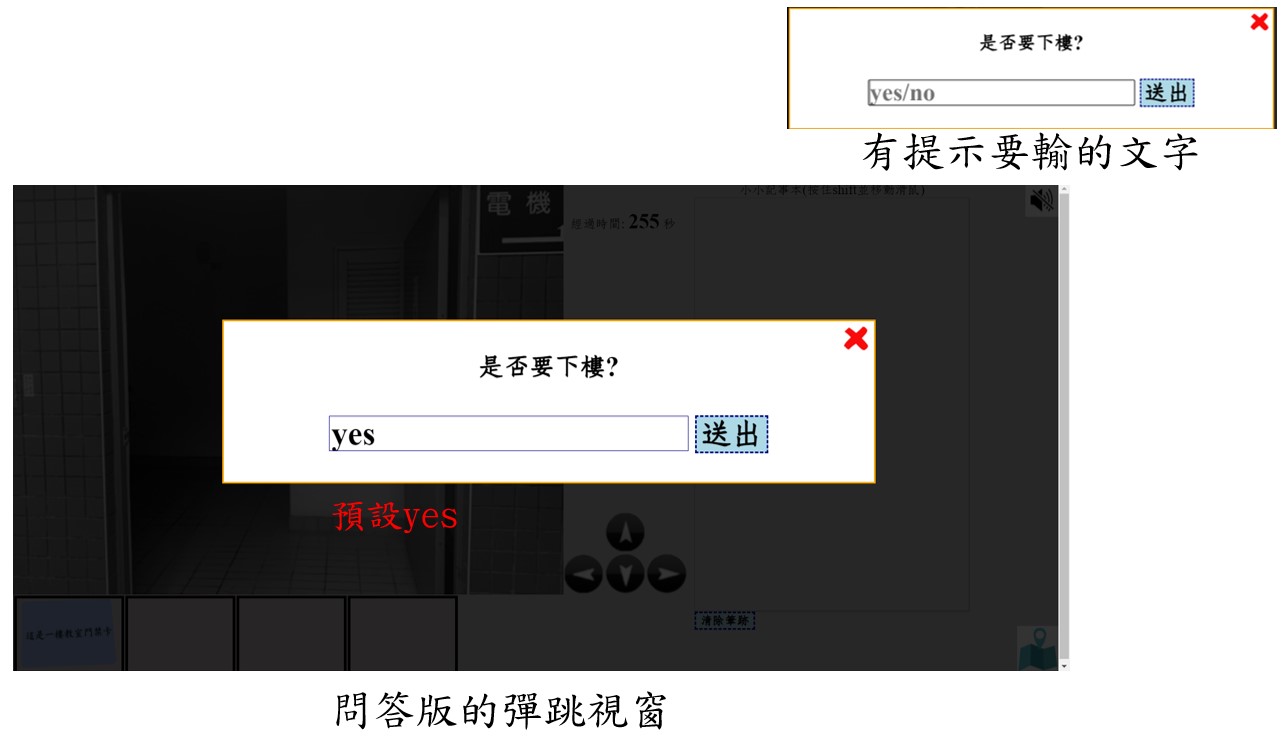 是否要下樓?
yes/no
送出
有提示要輸的文字
小小記事本(按住shift並移動滑鼠)
電機
經過時間: 255 秒
是否要下樓?
yes
送出
預設yes
清除筆跡
這是一樓教室門禁卡
問答版的彈跳視窗